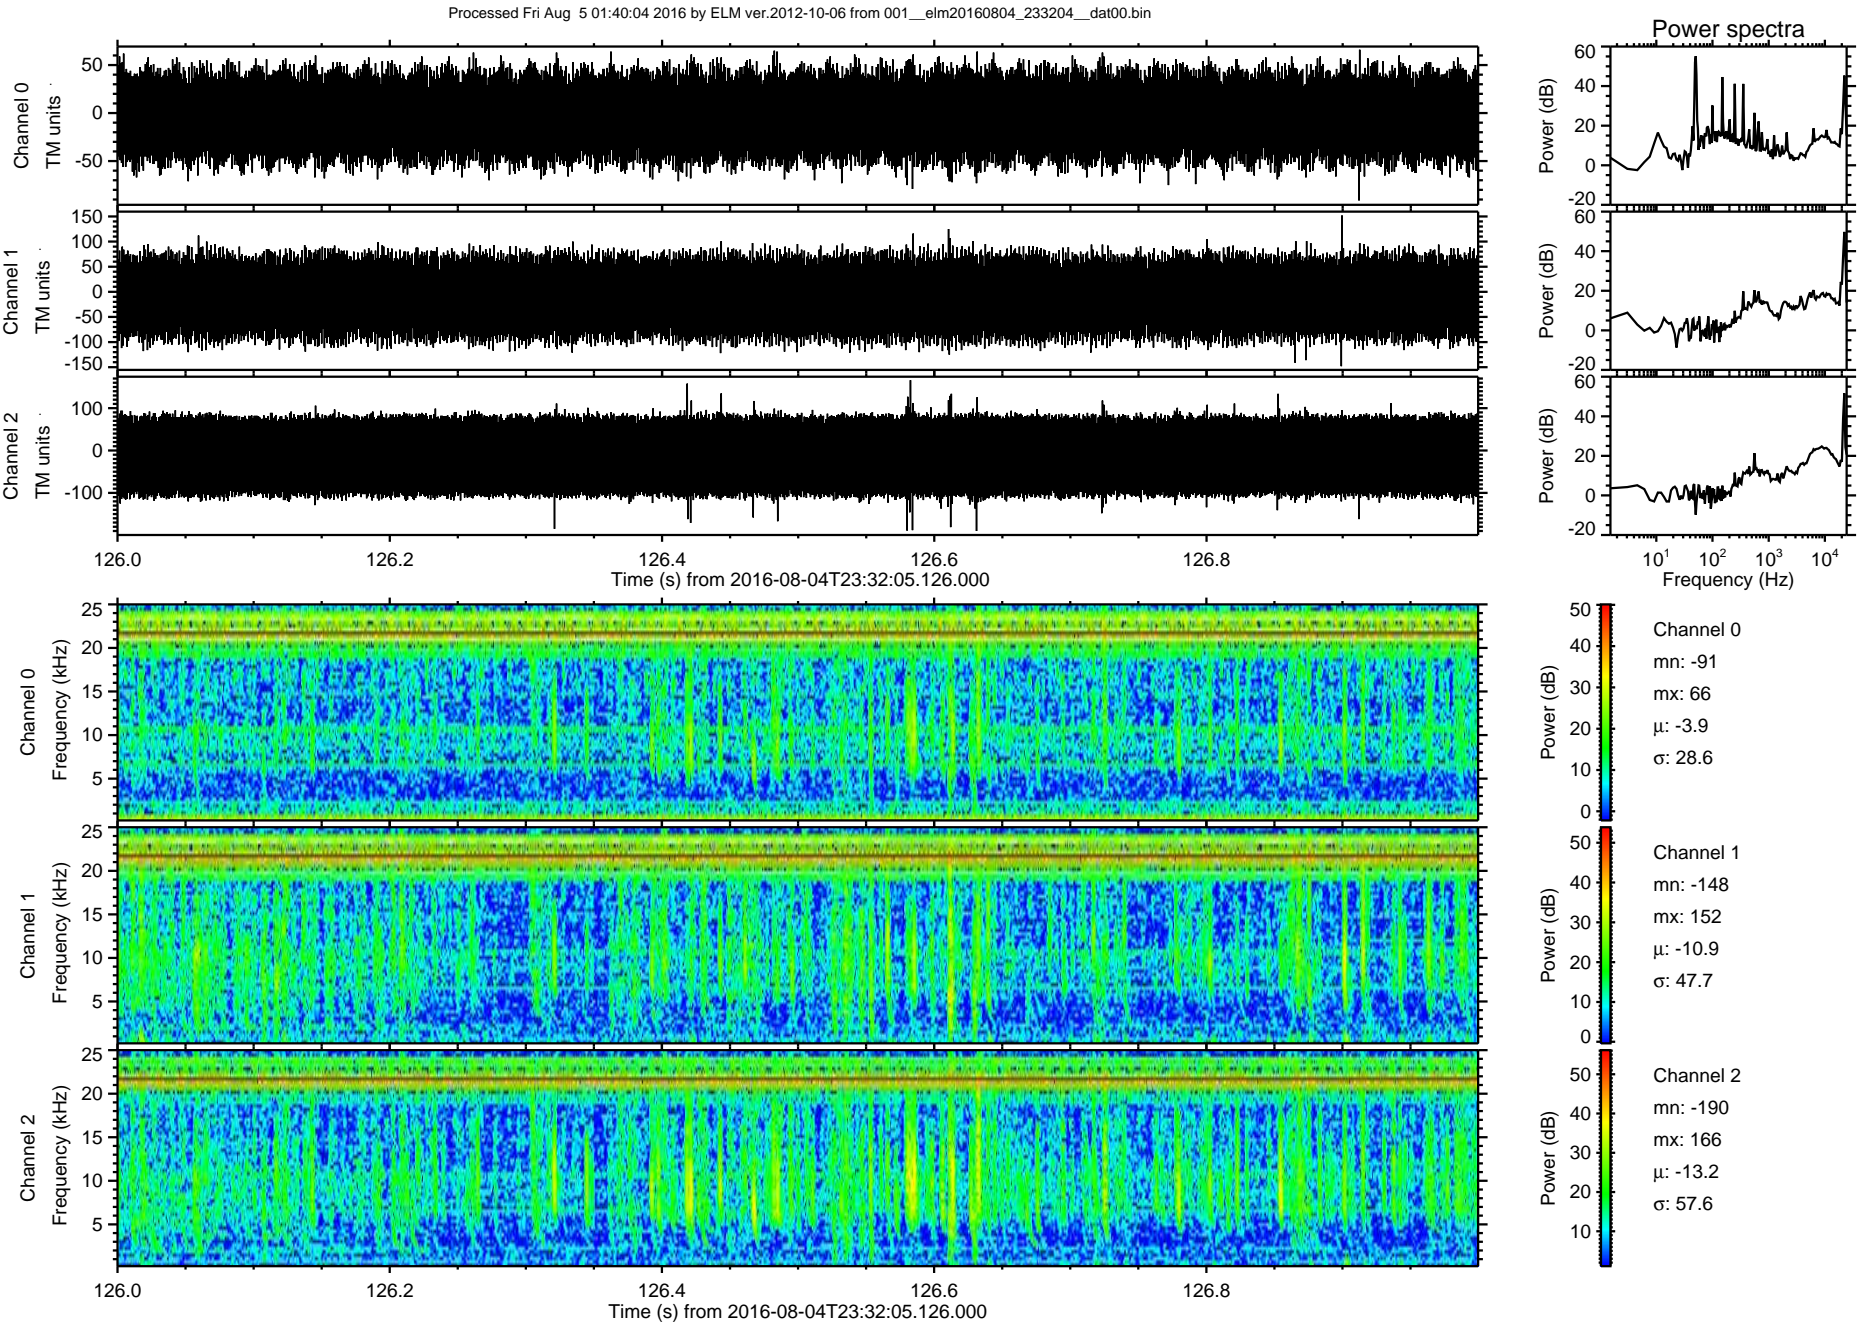 Processed Fri Aug  5 01:40:04 2016 by ELM ver.2012-10-06 from 001__elm20160804_233204__dat00.bin
Power spectra
Channel 0
TM units
50
0
-50
Power (dB)
60
40
20
0
-20
Channel 1
TM units
150
100
50
0
-50
-100
-150
Power (dB)
60
40
20
0
-20
Channel 2
TM units
100
0
-100
Power (dB)
60
40
20
0
-20
126.0 126.2 126.4 126.6 126.8
Time (s) from 2016-08-04T23:32:05.126.000
10¹ 10² 10³ 10⁴
Frequency (Hz)
Channel 0
Frequency (kHz)
25
20
15
10
5
Power (dB)
50
40
30
20
10
0
Channel 0
mn: -91
mx: 66
μ: -3.9
σ: 28.6
Channel 1
Frequency (kHz)
25
20
15
10
5
Power (dB)
50
40
30
20
10
0
Channel 1
mn: -148
mx: 152
μ: -10.9
σ: 47.7
Channel 2
Frequency (kHz)
25
20
15
10
5
Power (dB)
50
40
30
20
10
Channel 2
mn: -190
mx: 166
μ: -13.2
σ: 57.6
126.0 126.2 126.4 126.6 126.8
Time (s) from 2016-08-04T23:32:05.126.000